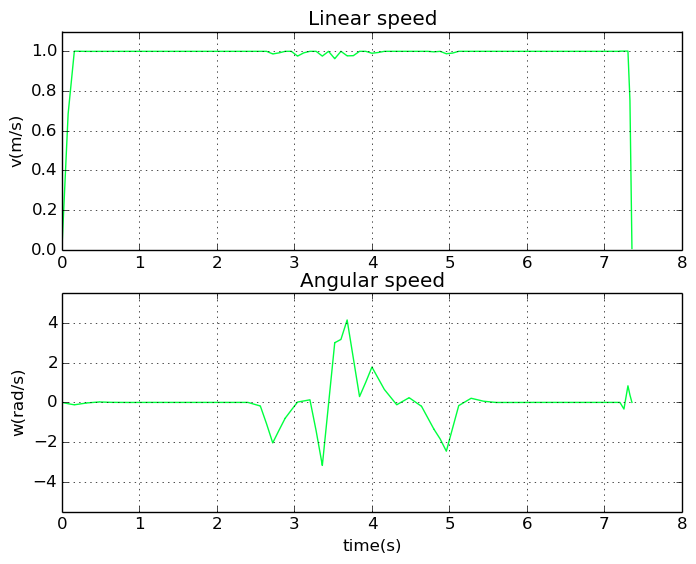 Linear speed
1.0
0.8
0.6
0.4
0.2
0.0
v(m/s)
0 1 2 3 4 5 6 7 8
Angular speed
4
2
0
−2
−4
w(rad/s)
0 1 2 3 4 5 6 7 8
time(s)